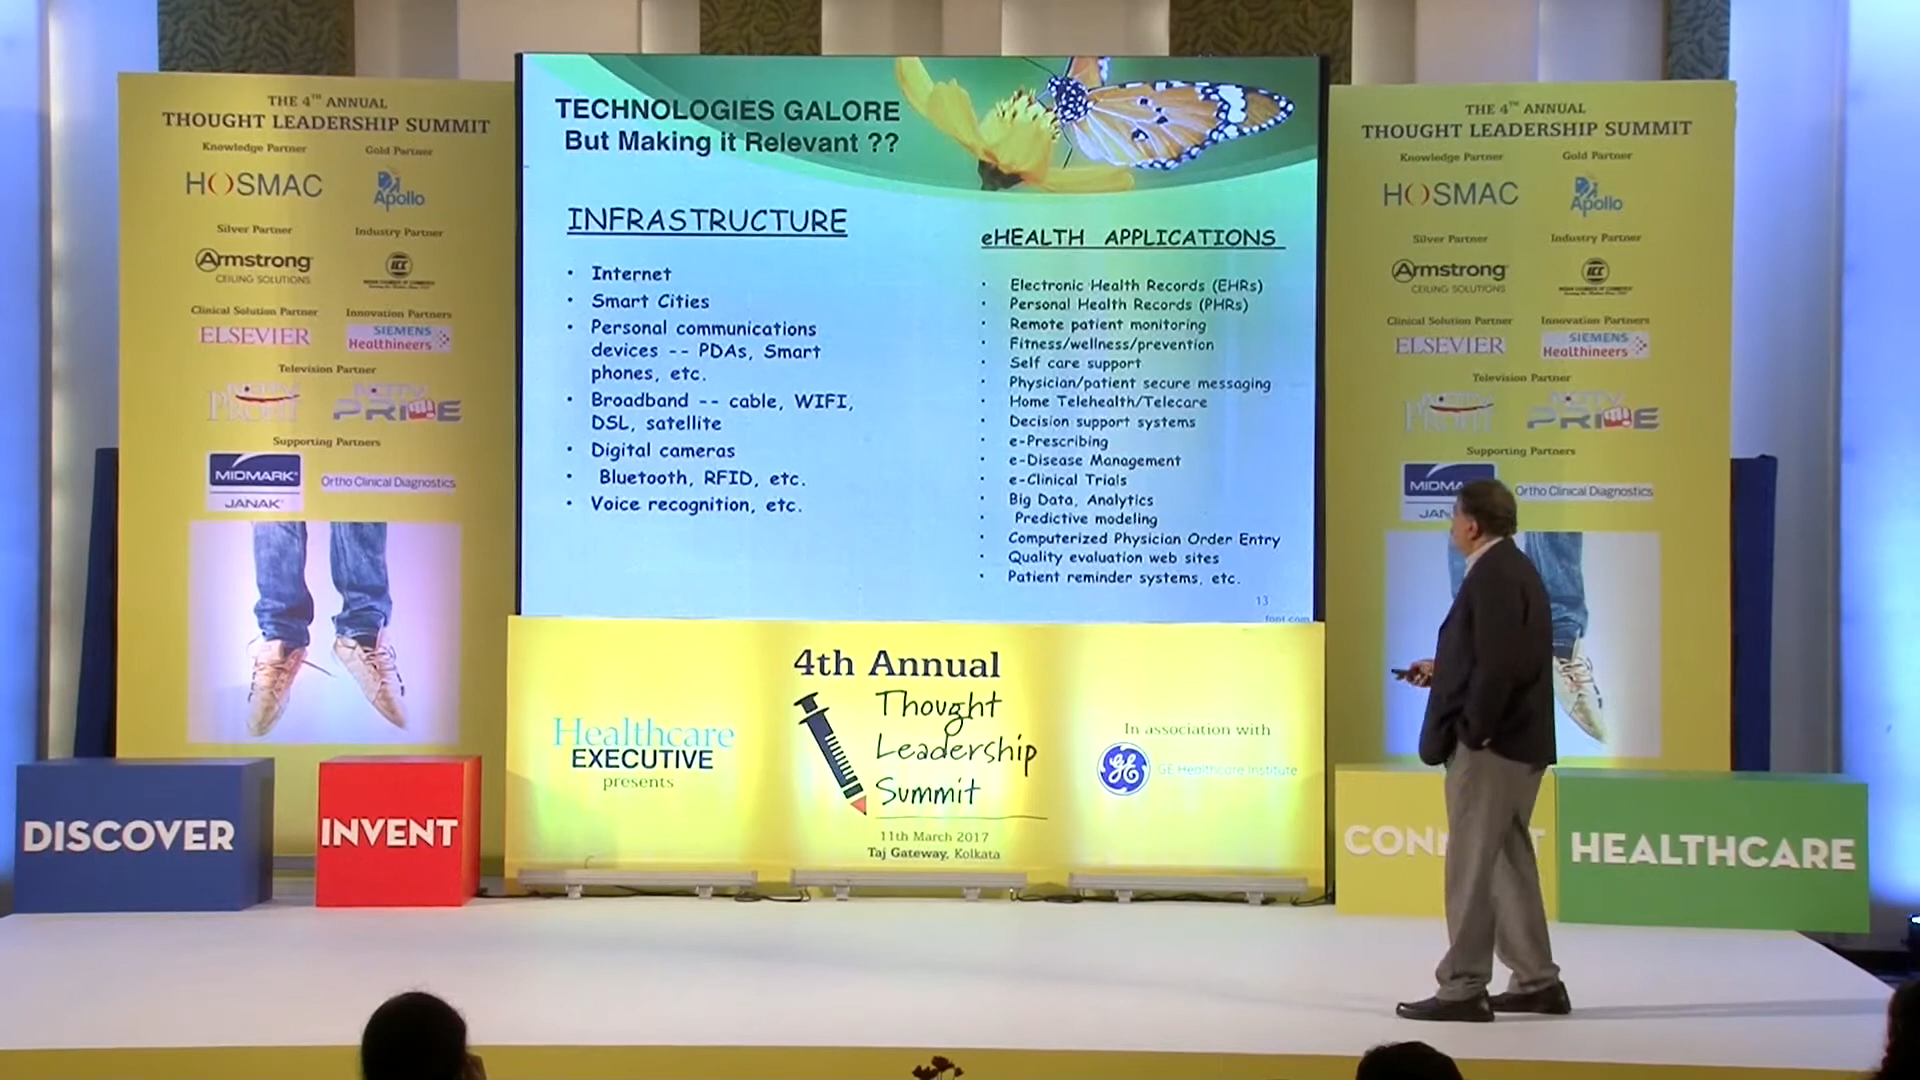 THE 4TH ANNUAL
THOUGHT LEADERSHIP SUMMIT
Knowledge Partner
Gold Partner
HOSMAC
Apollo
Silver Partner
Industry Partner
Armstrong
CEILING SOLUTIONS
ICC
Clinical Solution Partner
Innovation Partners
ELSEVIER
SIEMENS
Healthineers
Television Partner
NDTV
PROFIT
NDTV
PRIME
Supporting Partners
MIDMARK
JANAK
Ortho Clinical Diagnostics
TECHNOLOGIES GALORE
But Making it Relevant ??
INFRASTRUCTURE
• Internet
• Smart Cities
• Personal communications
devices -- PDAs, Smart
phones, etc.
• Broadband -- cable, WIFI,
DSL, satellite
• Digital cameras
• Bluetooth, RFID, etc.
• Voice recognition, etc.
eHEALTH APPLICATIONS
• Electronic Health Records (EHRs)
• Personal Health Records (PHRs)
• Remote patient monitoring
• Fitness/wellness/prevention
• Self care support
• Physician/patient secure messaging
• Home Telehealth/Telecare
• Decision support systems
• e-Prescribing
• e-Disease Management
• e-Clinical Trials
• Big Data, Analytics
• Predictive modeling
• Computerized Physician Order Entry
• Quality evaluation web sites
• Patient reminder systems, etc.
13
THE 4TH ANNUAL
THOUGHT LEADERSHIP SUMMIT
Knowledge Partner
Gold Partner
HOSMAC
Apollo
Silver Partner
Industry Partner
Armstrong
CEILING SOLUTIONS
ICC
Clinical Solution Partner
Innovation Partners
ELSEVIER
SIEMENS
Healthineers
Television Partner
NDTV
PROFIT
NDTV
PRIME
Supporting Partners
Ortho Clinical Diagnostics
Healthcare
EXECUTIVE
presents
4th Annual
Thought
Leadership
Summit
11th March 2017
Taj Gateway, Kolkata
In association with
GE
GE Healthcare Institute
DISCOVER
INVENT
HEALTHCARE